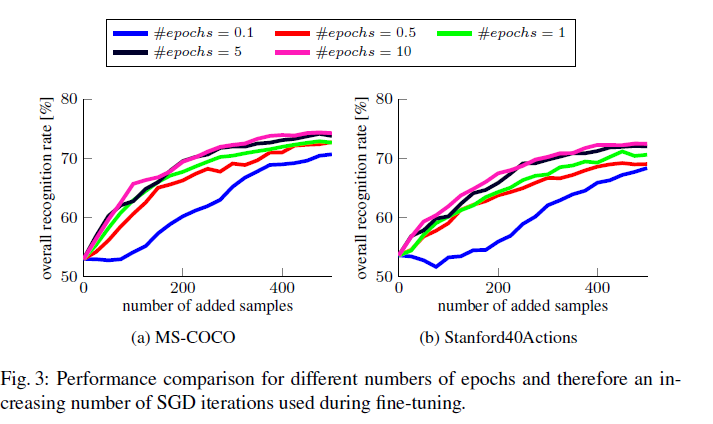 #epochs = 0.1 #epochs = 0.5 #epochs = 1
#epochs = 5 #epochs = 10
overall recognition rate [%]
80
70
60
50
0 200 400
number of added samples
(a) MS-COCO
overall recognition rate [%]
80
70
60
50
0 200 400
number of added samples
(b) Stanford40Actions
Fig. 3: Performance comparison for different numbers of epochs and therefore an in-
creasing number of SGD iterations used during fine-tuning.